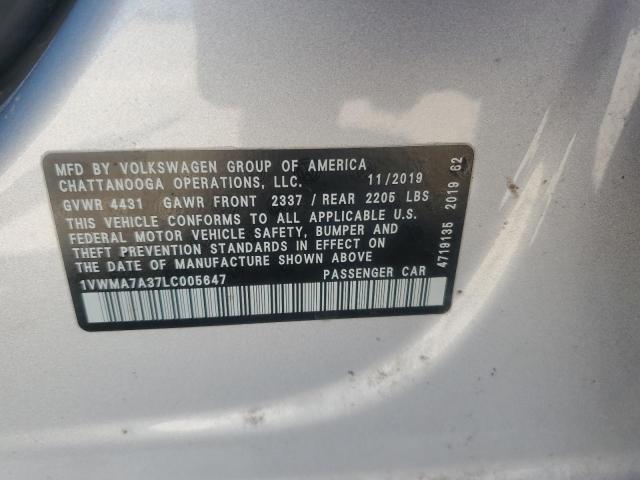 MFD BY VOLKSWAGEN GROUP OF AMERICA
CHATTANOOGA OPERATIONS, LLC. 11/2019
GVWR 4431 GAWR FRONT 2337 / REAR 2205 LBS
THIS VEHICLE CONFORMS TO ALL APPLICABLE U.S.
FEDERAL MOTOR VEHICLE SAFETY, BUMPER AND
THEFT PREVENTION STANDARDS IN EFFECT ON
THE DATE OF MANUFACTURE SHOWN ABOVE
1VWMA7A37LC005647 PASSENGER CAR
4719135 2019 62